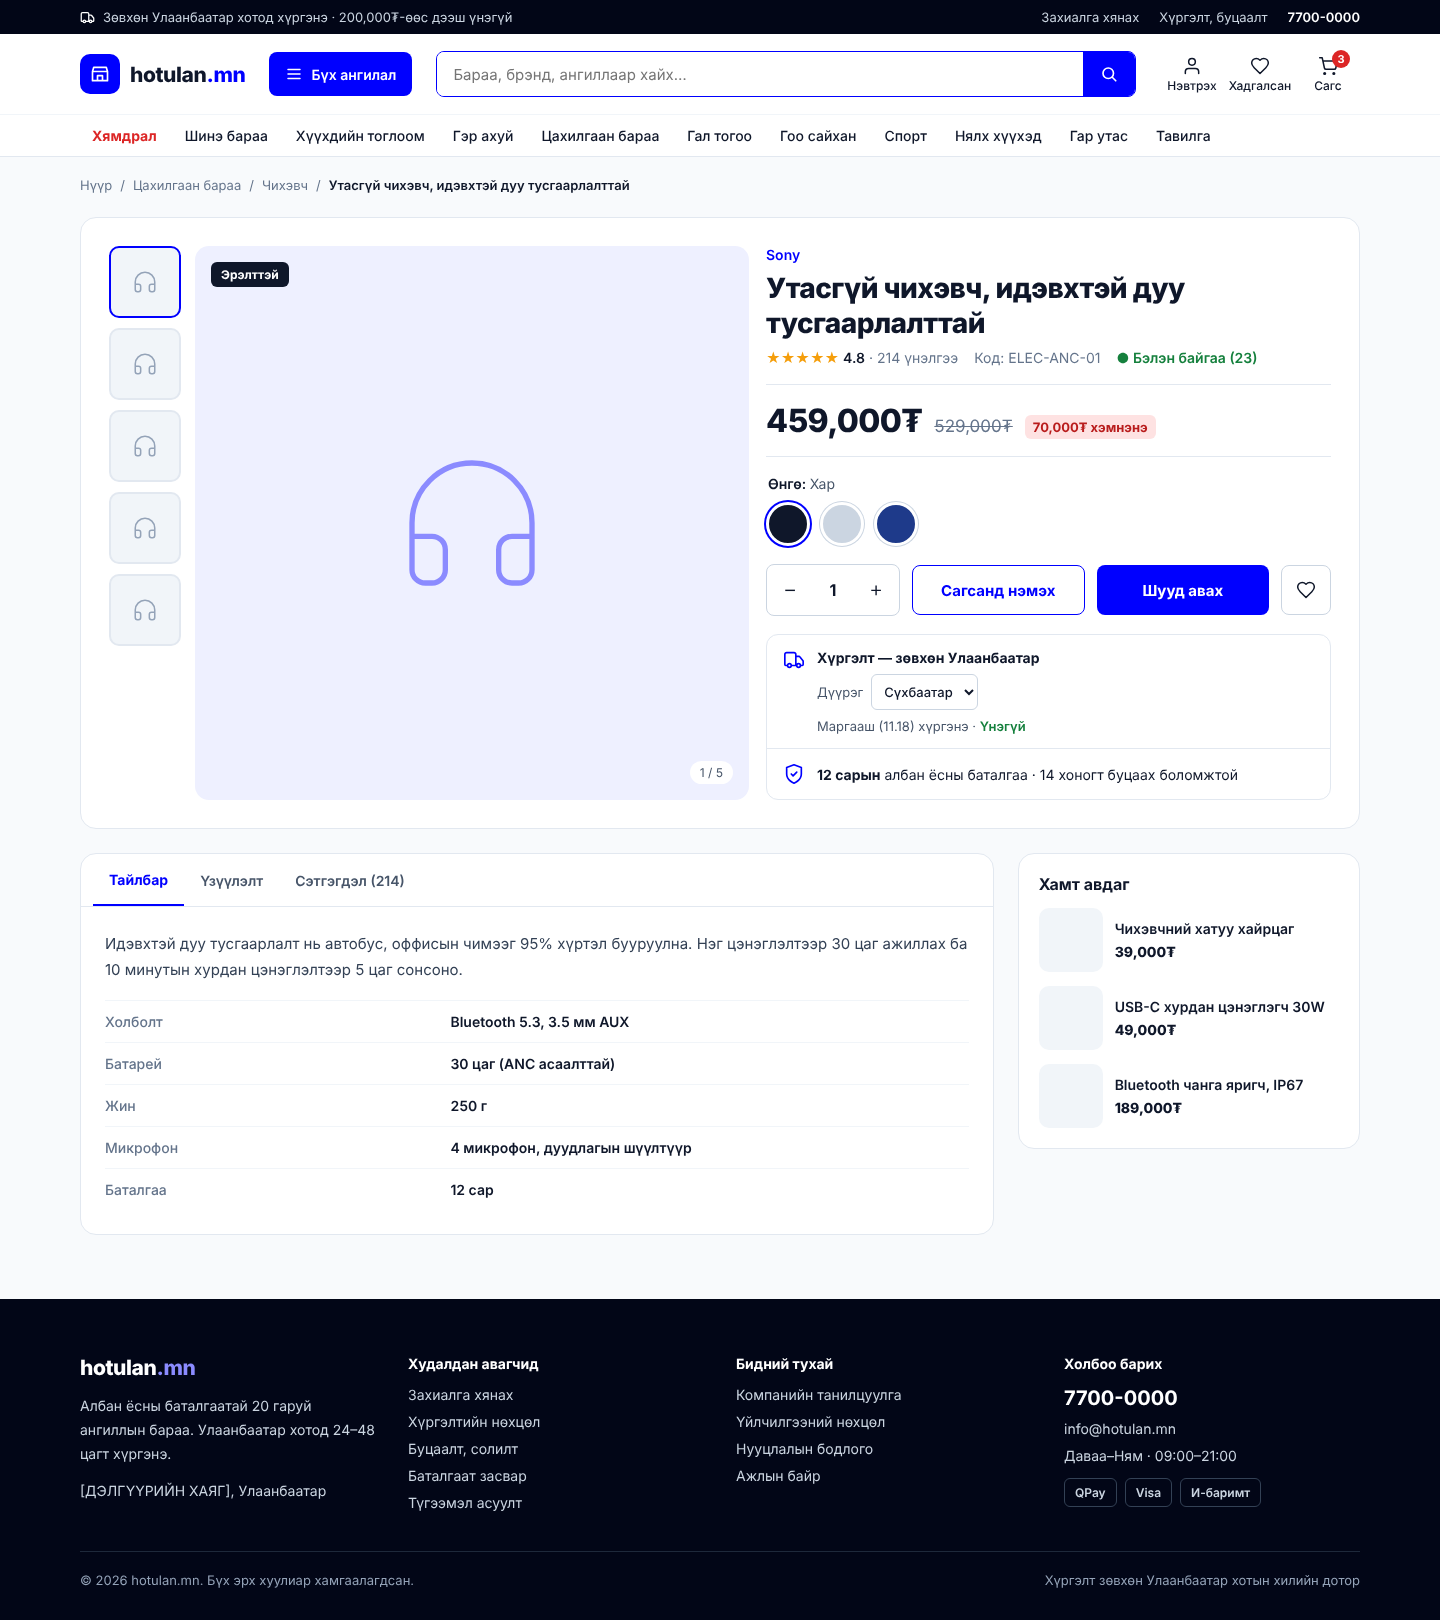 Зөвхөн Улаанбаатар хотод хүргэнэ · 200,000₮-өөс дээш үнэгүй
Захиалга хянах
Хүргэлт, буцаалт
7700-0000
hotulan.mn
Бүх ангилал
Бараа, брэнд, ангиллаар хайх...
Нэвтрэх
Хадгалсан
3
Сагс
Хямдрал
Шинэ бараа
Хүүхдийн тоглоом
Гэр ахуй
Цахилгаан бараа
Гал тогоо
Гоо сайхан
Спорт
Нялх хүүхэд
Гар утас
Тавилга
Нүүр / Цахилгаан бараа / Чихэвч / Утасгүй чихэвч, идэвхтэй дуу тусгаарлалттай
Эрэлттэй
1 / 5
Sony
Утасгүй чихэвч, идэвхтэй дуу
тусгаарлалттай
★★★★★ 4.8 · 214 үнэлгээ
Код: ELEC-ANC-01
● Бэлэн байгаа (23)
459,000₮
529,000₮
70,000₮ хэмнэнэ
Өнгө: Хар
− 1 +
Сагсанд нэмэх
Шууд авах
Хүргэлт — зөвхөн Улаанбаатар
Дүүрэг
Сүхбаатар
Маргааш (11.18) хүргэнэ · Үнэгүй
12 сарын албан ёсны баталгаа · 14 хоногт буцаах боломжтой
Тайлбар
Үзүүлэлт
Сэтгэгдэл (214)
Идэвхтэй дуу тусгаарлалт нь автобус, оффисын чимээг 95% хүртэл бууруулна. Нэг цэнэглэлтээр 30 цаг ажиллах ба
10 минутын хурдан цэнэглэлтээр 5 цаг сонсоно.
Холболт
Bluetooth 5.3, 3.5 мм AUX
Батарей
30 цаг (ANC асаалттай)
Жин
250 г
Микрофон
4 микрофон, дуудлагын шүүлтүүр
Баталгаа
12 сар
Хамт авдаг
Чихэвчний хатуу хайрцаг
39,000₮
USB-C хурдан цэнэглэгч 30W
49,000₮
Bluetooth чанга яригч, IP67
189,000₮
hotulan.mn
Албан ёсны баталгаатай 20 гаруй
ангиллын бараа. Улаанбаатар хотод 24–48
цагт хүргэнэ.
[ДЭЛГҮҮРИЙН ХАЯГ], Улаанбаатар
Худалдан авагчид
Захиалга хянах
Хүргэлтийн нөхцөл
Буцаалт, солилт
Баталгаат засвар
Түгээмэл асуулт
Бидний тухай
Компанийн танилцуулга
Үйлчилгээний нөхцөл
Нууцлалын бодлого
Ажлын байр
Холбоо барих
7700-0000
info@hotulan.mn
Даваа–Ням · 09:00–21:00
QPay
Visa
И-баримт
© 2026 hotulan.mn. Бүх эрх хуулиар хамгаалагдсан.
Хүргэлт зөвхөн Улаанбаатар хотын хилийн дотор